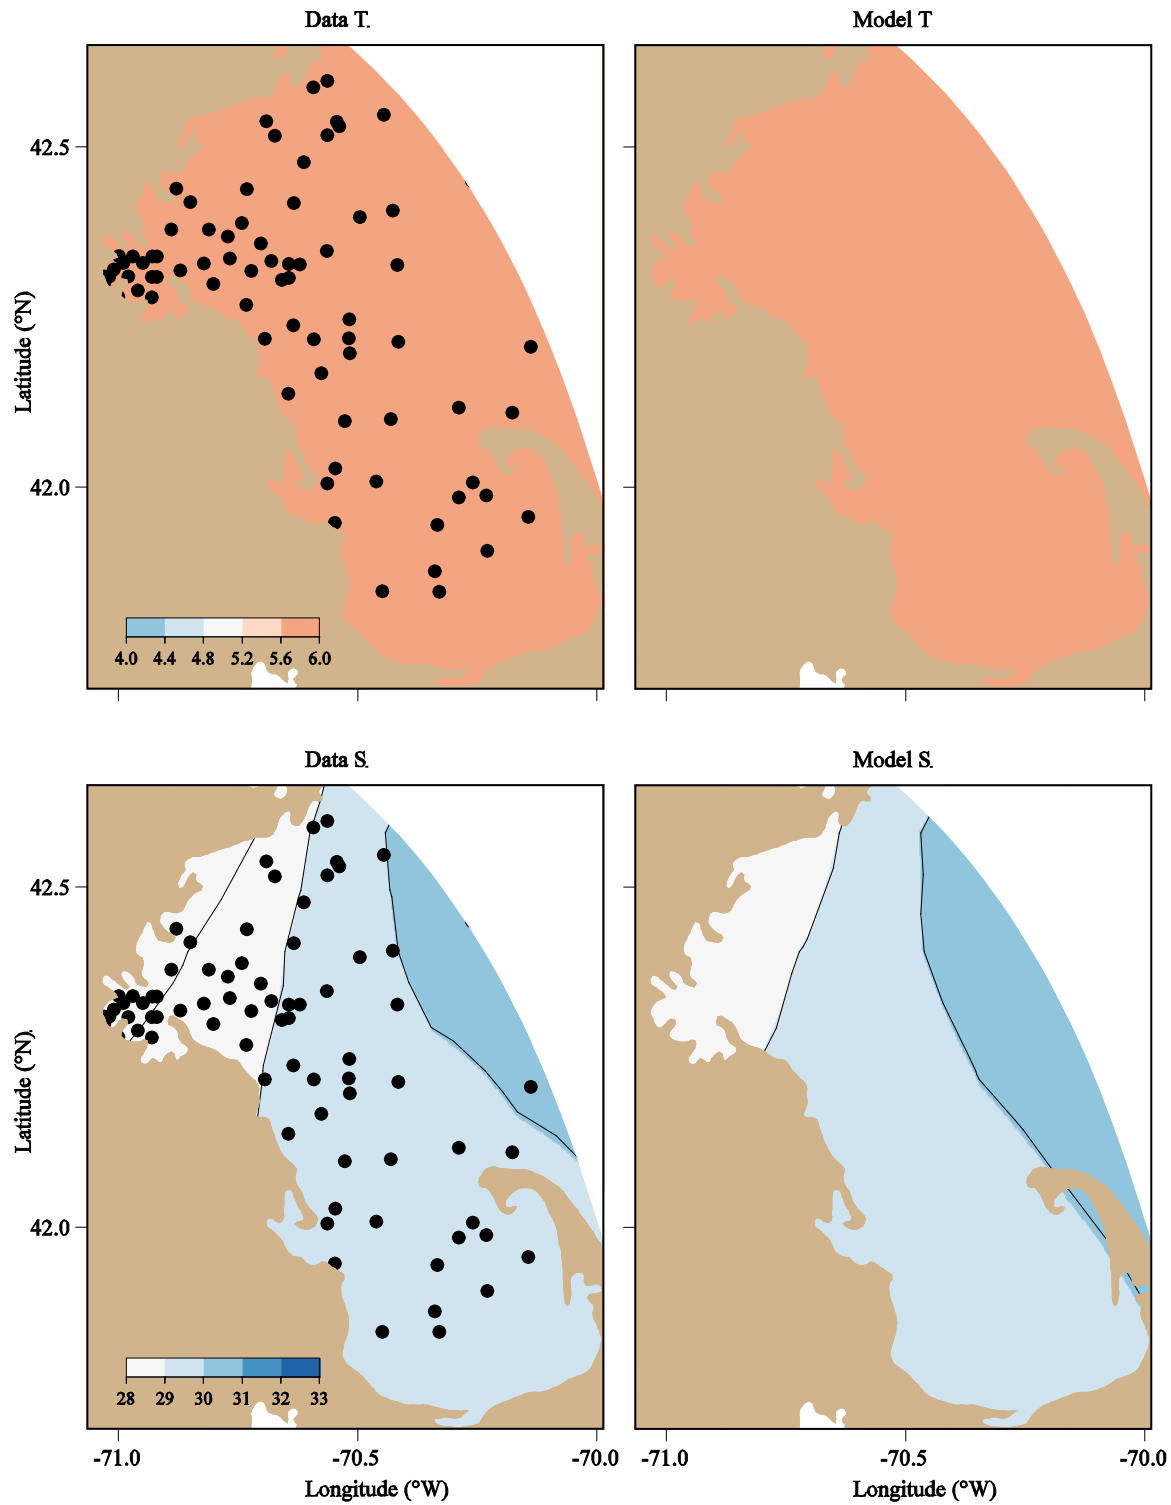 Data T.
Model T
42.5
42.0
Latitude (°N)
4.0 4.4 4.8 5.2 5.6 6.0
Data S.
Model S.
42.5
42.0
Latitude (°N).
28 29 30 31 32 33
-71.0 -70.5 -70.0
-71.0 -70.5 -70.0
Longitude (°W)
Longitude (°W)